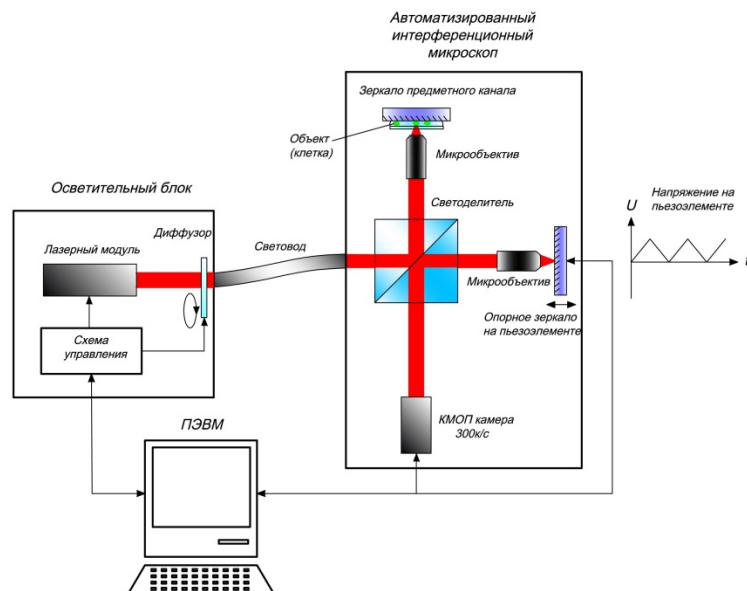 Автоматизированный
интерференционный
микроскоп
Зеркало предметного канала
Объект
(клетка)
Микрообъектив
Осветительный блок
Диффузор
Лазерный модуль
Световод
Светоделитель
Микрообъектив
U
Напряжение на
пьезоэлементе
t
Опорное зеркало
на пьезоэлементе
Схема
управления
КМОП камера
300к/с
ПЭВМ